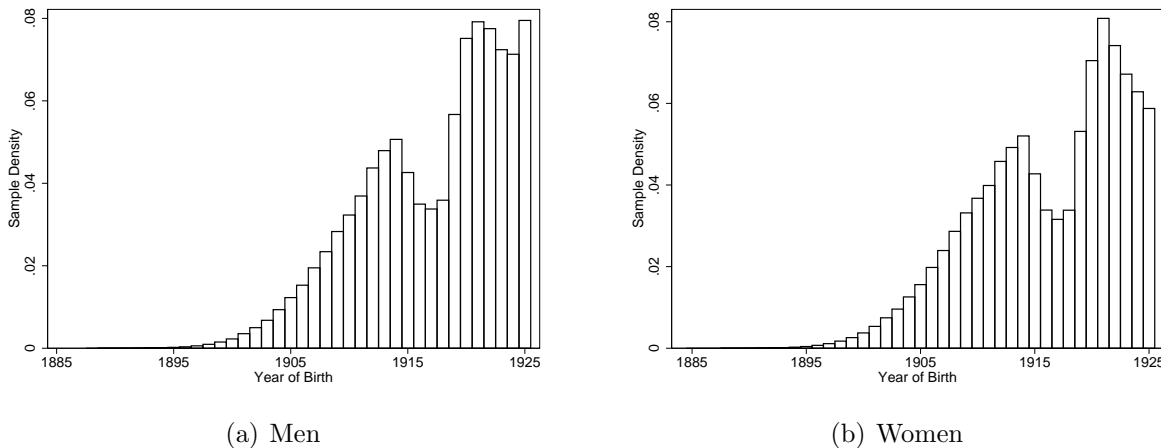 .08
.06
.04
.02
0
Sample Density
1885 1895 1905 1915 1925
Year of Birth
(a) Men
.08
.06
.04
.02
0
Sample Density
1885 1895 1905 1915 1925
Year of Birth
(b) Women